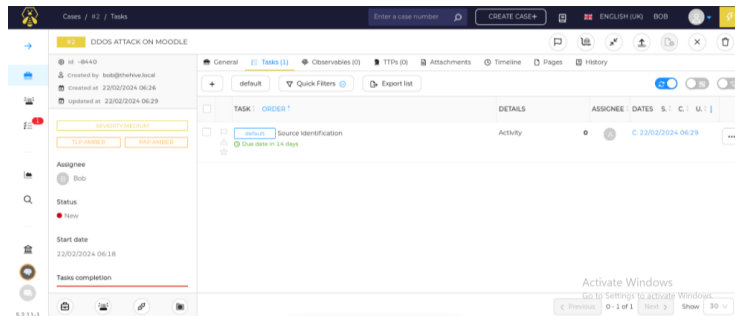 Cases / #2 / Tasks
Enter a case number
CREATE CASE+
ENGLISH (UK)
BOB
#2
DDOS ATTACK ON MOODLE
Id ~8440
Created by bob@thehive.local
Created at 22/02/2024 06:26
Updated at 22/02/2024 06:29
SEVERITY:MEDIUM
TLP:AMBER
PAP:AMBER
Assignee
B
Bob
Status
New
Start date
22/02/2024 06:18
Tasks completion
General
Tasks (1)
Observables (0)
TTPs (0)
Attachments
Timeline
Pages
History
+
default
Quick Filters
Export list
TASK
ORDER
DETAILS
ASSIGNEE
DATES
S.
C.
U.
default
Source Identification
Due date in 14 days
Activity
0
A
C. 22/02/2024 06:29
...
Activate Windows
Go to Settings to activate Windows.
Previous
0 - 1 of 1
Next
Show
30